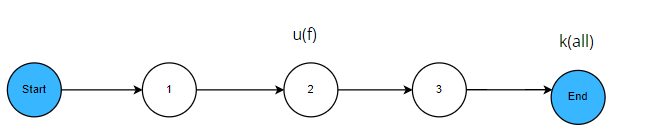 u(f)
k(all)
Start
1
2
3
End